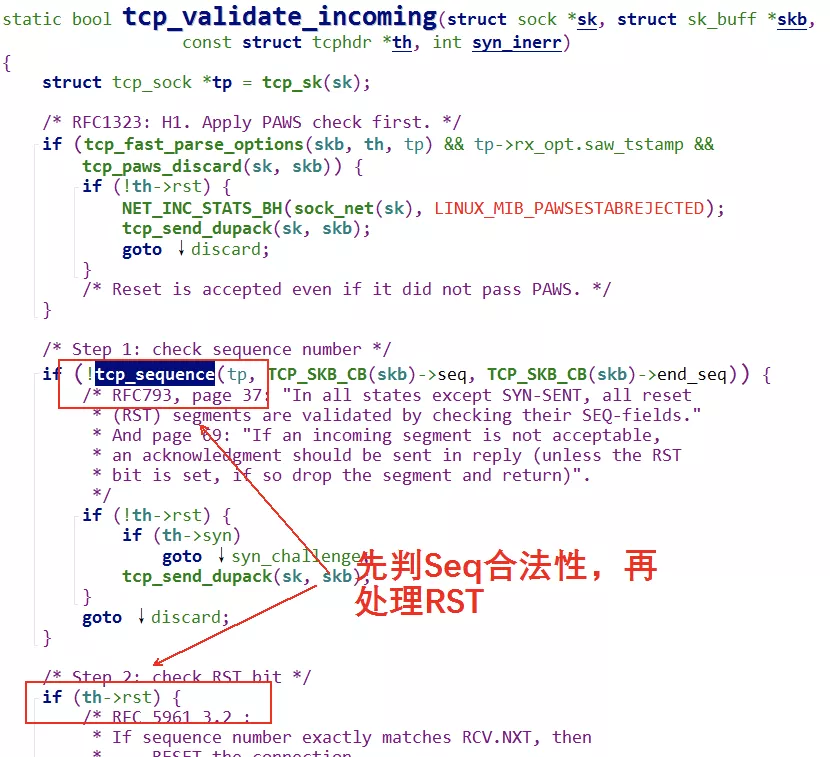 static bool tcp_validate_incoming(struct sock *sk, struct sk_buff *skb,
const struct tcphdr *th, int syn_inerr)
{
struct tcp_sock *tp = tcp_sk(sk);
/* RFC1323: H1. Apply PAWS check first. */
if (tcp_fast_parse_options(skb, th, tp) && tp->rx_opt.saw_tstamp &&
tcp_paws_discard(sk, skb)) {
if (!th->rst) {
NET_INC_STATS_BH(sock_net(sk), LINUX_MIB_PAWSESTABREJECTED);
tcp_send_dupack(sk, skb);
goto ↓discard;
}
/* Reset is accepted even if it did not pass PAWS. */
}
/* Step 1: check sequence number */
if (!tcp_sequence(tp, TCP_SKB_CB(skb)->seq, TCP_SKB_CB(skb)->end_seq)) {
/* RFC793, page 37: "In all states except SYN-SENT, all reset
* (RST) segments are validated by checking their SEQ-fields."
* And page 69: "If an incoming segment is not acceptable,
* an acknowledgment should be sent in reply (unless the RST
* bit is set, if so drop the segment and return)".
*/
if (!th->rst) {
if (th->syn)
goto ↓syn_challenge
tcp_send_dupack(sk, skb);
}
goto ↓discard;
}
先判Seq合法性，再
处理RST
/* Step 2: check RST bit */
if (th->rst) {
/* RFC 5961 3.2 :
* If sequence number exactly matches RCV.NXT, then
* RESET the connection